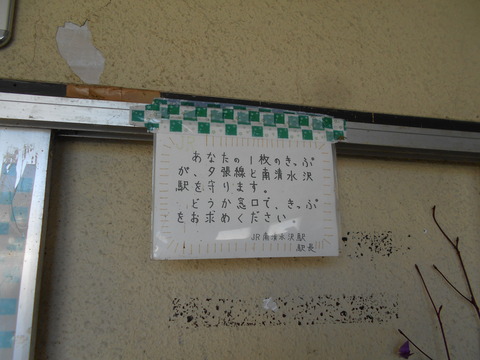 あなたの1枚のきっぷ
が、夕張線と南清水沢
駅を守ります。
どうか窓口で、きっぷ
をお求めください。
JR南清水沢駅
駅長